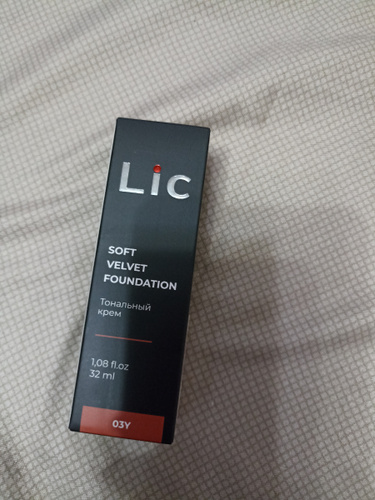 Lic
SOFT
VELVET
FOUNDATION
Тональный
крем
1,08 fl.oz
32 ml
03Y